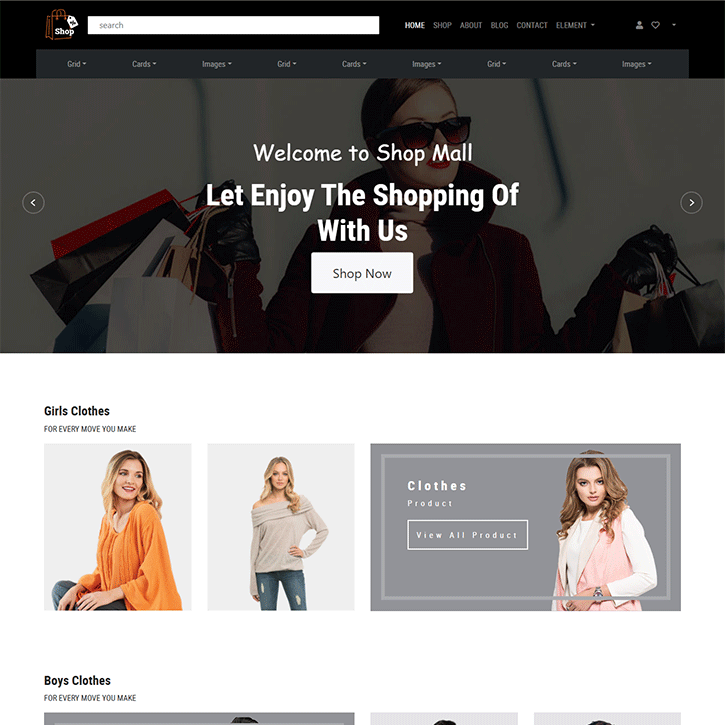 Shop
search
HOME SHOP ABOUT BLOG CONTACT ELEMENT
Grid Cards Images Grid Cards Images Grid Cards Images
Welcome to Shop Mall
Let Enjoy The Shopping Of
With Us
Shop Now
Girls Clothes
FOR EVERY MOVE YOU MAKE
Clothes
Product
View All Product
Boys Clothes
FOR EVERY MOVE YOU MAKE